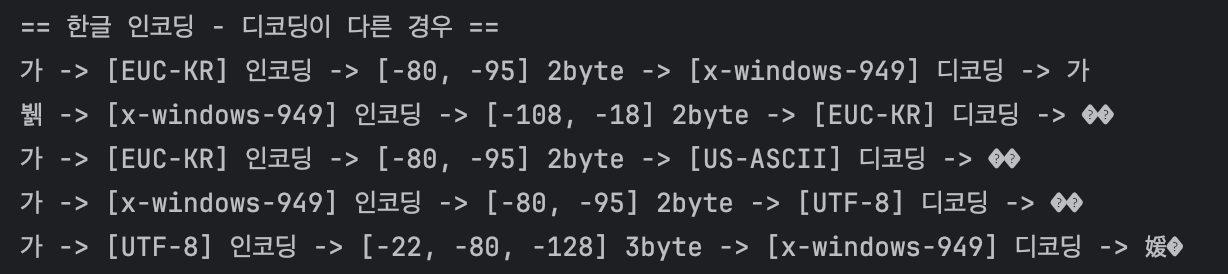 == 한글 인코딩 - 디코딩이 다른 경우 ==
가 -> [EUC-KR] 인코딩 -> [-80, -95] 2byte -> [x-windows-949] 디코딩 -> 가
뷁 -> [x-windows-949] 인코딩 -> [-108, -18] 2byte -> [EUC-KR] 디코딩 -> ��
가 -> [EUC-KR] 인코딩 -> [-80, -95] 2byte -> [US-ASCII] 디코딩 -> ��
가 -> [x-windows-949] 인코딩 -> [-80, -95] 2byte -> [UTF-8] 디코딩 -> ��
가 -> [UTF-8] 인코딩 -> [-22, -80, -128] 3byte -> [x-windows-949] 디코딩 -> 媛�